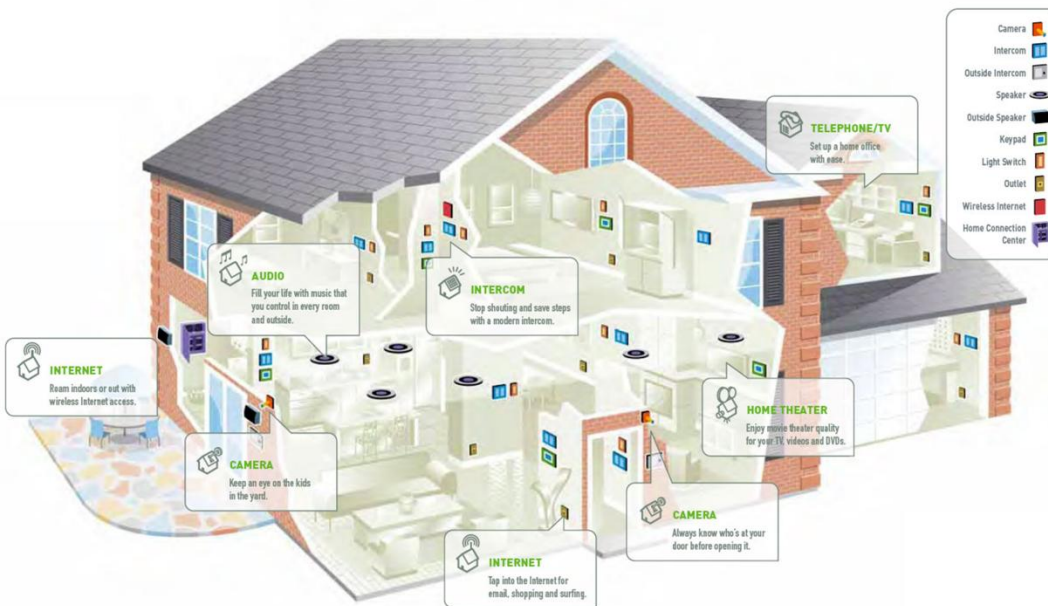 Camera
Intercom
Outside Intercom
Speaker
Outside Speaker
Keypad
Light Switch
Outlet
Wireless Internet
Home Connection
Center
TELEPHONE/TV
Set up a home office
with ease.
AUDIO
Fill your life with music that
you control in every room
and outside.
INTERCOM
Stop shouting and save steps
with a modern intercom.
INTERNET
Roam indoors or out with
wireless Internet access.
HOME THEATER
Enjoy movie theater quality
for your TV, videos and DVDs.
CAMERA
Keep an eye on the kids
in the yard.
CAMERA
Always know who's at your
door before opening it.
INTERNET
Tap into the Internet for
email, shopping and surfing.